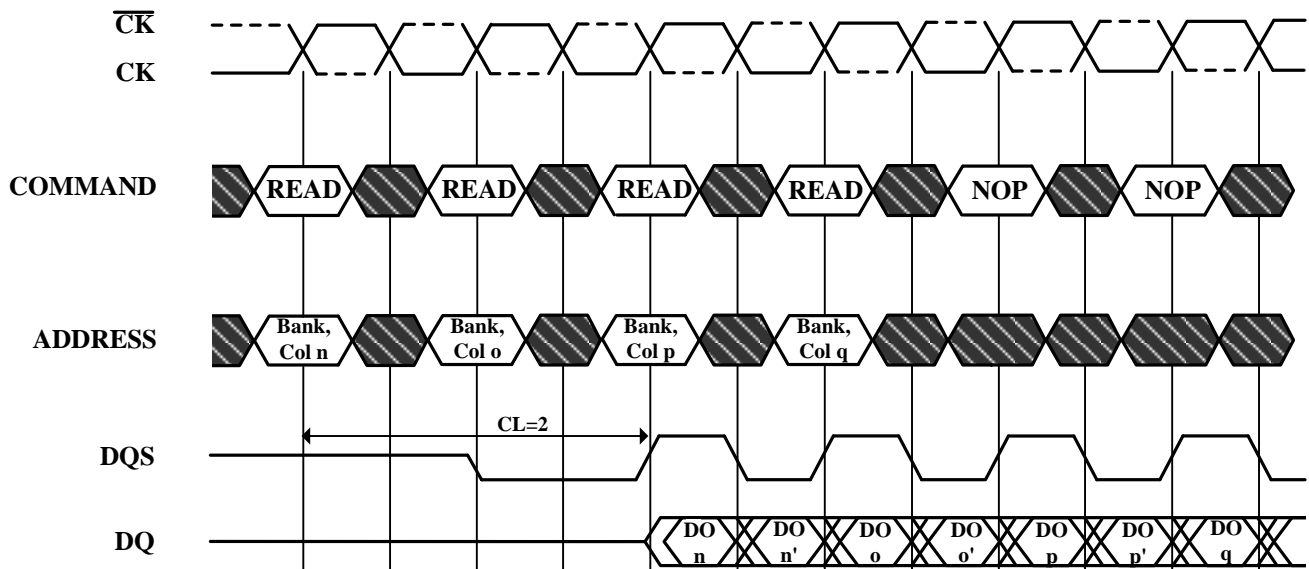 C̅K̅
CK
COMMAND
READ
READ
READ
READ
NOP
NOP
ADDRESS
Bank,
Col n
Bank,
Col o
Bank,
Col p
Bank,
Col q
CL=2
DQS
DQ
DO
n
DO
n'
DO
o
DO
o'
DO
p
DO
p'
DO
q